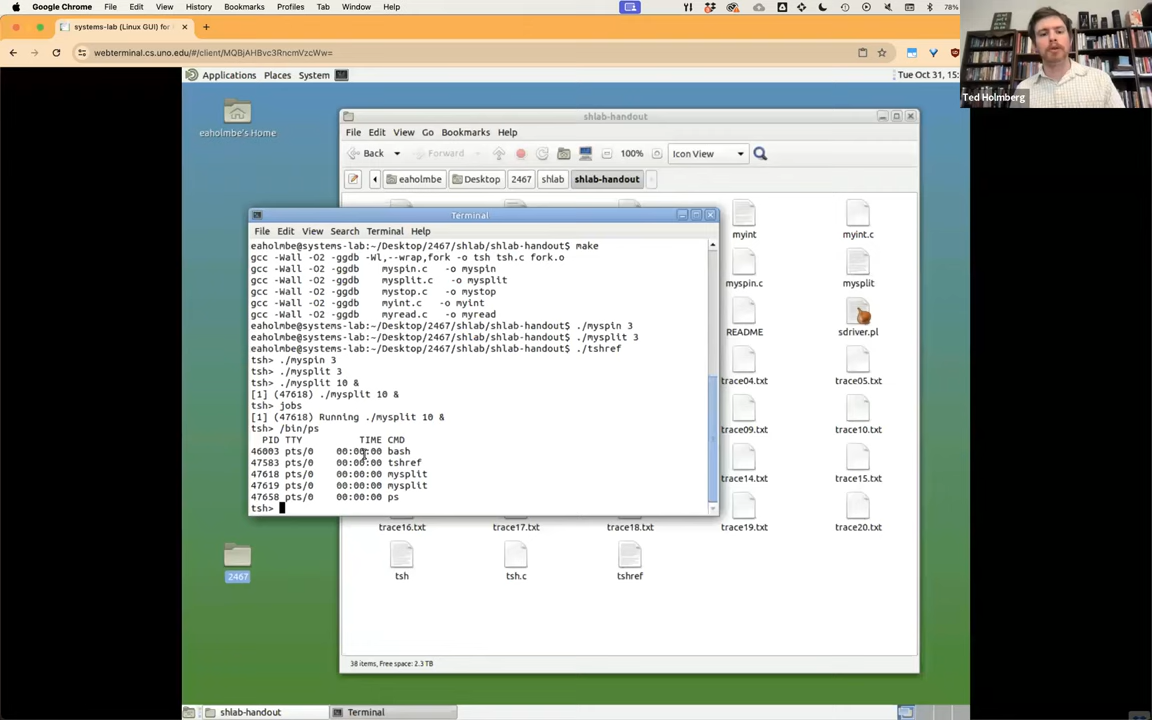 Google Chrome File Edit View History Bookmarks Profiles Tab Window Help 78%
systems-lab (Linux GUI) for
webterminal.cs.uno.edu/#/client/MQBjAHBvc3RncmVzcWw=
Ted Holmberg
Applications Places System Tue Oct 31, 15:
eaholmbe's Home
shlab-handout
File Edit View Go Bookmarks Help
Back Forward 100% Icon View
eaholmbe Desktop 2467 shlab shlab-handout
Terminal
File Edit View Search Terminal Help
eaholmbe@systems-lab:~/Desktop/2467/shlab/shlab-handout$ make
gcc -Wall -O2 -ggdb -Wl,--wrap,fork -o tsh tsh.c fork.o
gcc -Wall -O2 -ggdb myspin.c -o myspin
gcc -Wall -O2 -ggdb mysplit.c -o mysplit
gcc -Wall -O2 -ggdb mystop.c -o mystop
gcc -Wall -O2 -ggdb myint.c -o myint
gcc -Wall -O2 -ggdb myread.c -o myread
eaholmbe@systems-lab:~/Desktop/2467/shlab/shlab-handout$ ./myspin 3
eaholmbe@systems-lab:~/Desktop/2467/shlab/shlab-handout$ ./mysplit 3
eaholmbe@systems-lab:~/Desktop/2467/shlab/shlab-handout$ ./tshref
tsh> ./myspin 3
tsh> ./mysplit 3
tsh> ./mysplit 10 &
[1] (47618) ./mysplit 10 &
tsh> jobs
[1] (47618) Running ./mysplit 10 &
tsh> /bin/ps
PID TTY TIME CMD
46003 pts/0 00:00:00 bash
47583 pts/0 00:00:00 tshref
47618 pts/0 00:00:00 mysplit
47619 pts/0 00:00:00 mysplit
47658 pts/0 00:00:00 ps
tsh>
myint myint.c
myspin.c mysplit
README sdriver.pl
trace04.txt trace05.txt
trace09.txt trace10.txt
trace14.txt trace15.txt
trace16.txt trace17.txt trace18.txt trace19.txt trace20.txt
tsh tsh.c tshref
2467
38 items, Free space: 2.3 TB
shlab-handout Terminal